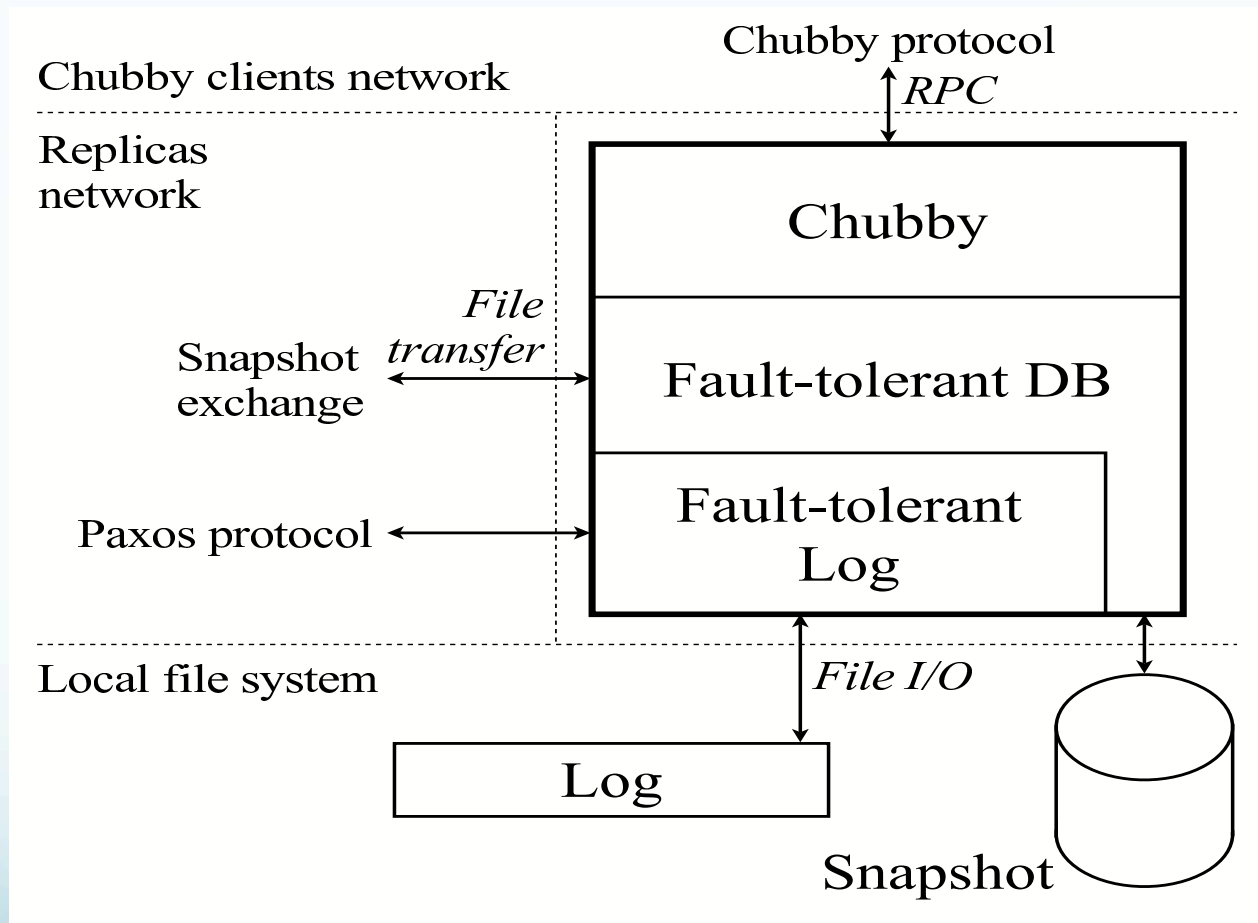 Chubby protocol
Chubby clients network
RPC
Replicas
network
Chubby
File
transfer
Snapshot
exchange
Fault-tolerant DB
Fault-tolerant
Log
Paxos protocol
Local file system
File I/O
Log
Snapshot